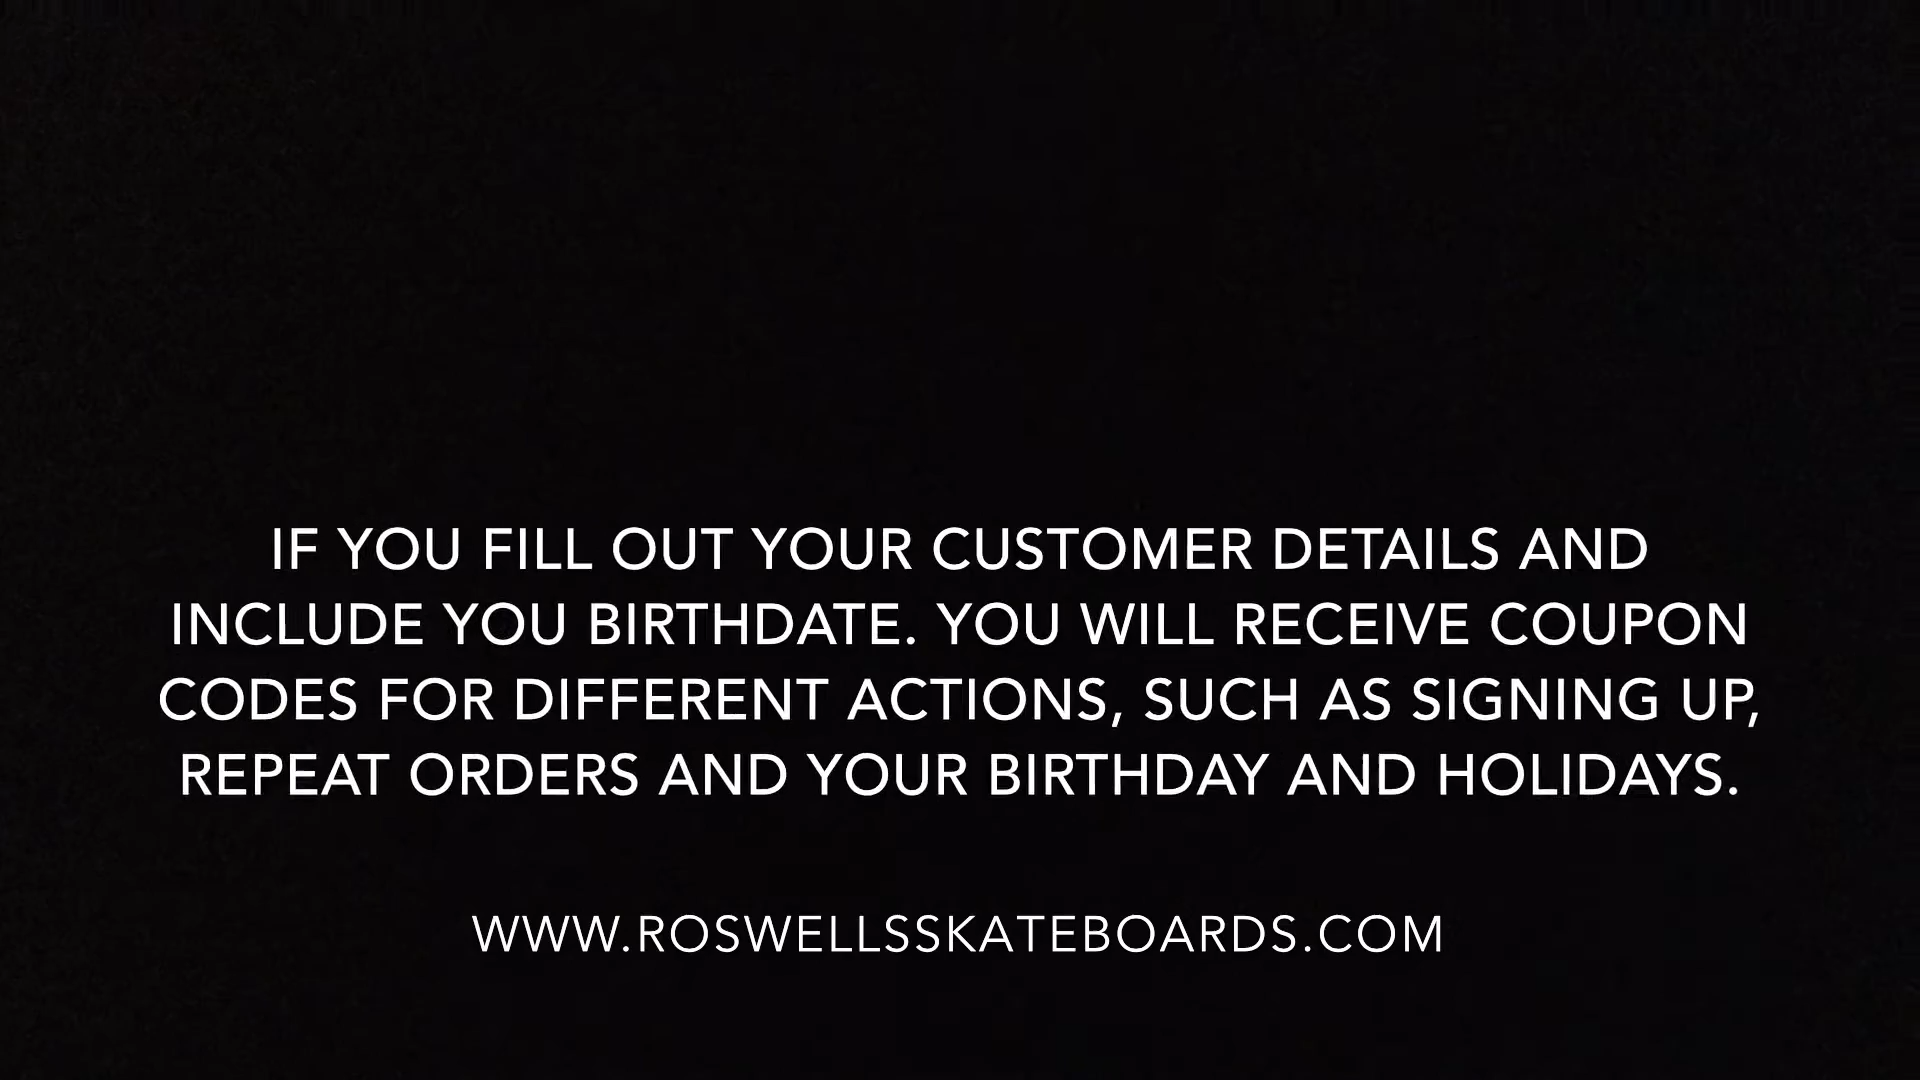 IF YOU FILL OUT YOUR CUSTOMER DETAILS AND
INCLUDE YOU BIRTHDATE. YOU WILL RECEIVE COUPON
CODES FOR DIFFERENT ACTIONS, SUCH AS SIGNING UP,
REPEAT ORDERS AND YOUR BIRTHDAY AND HOLIDAYS.
WWW.ROSWELLSSKATEBOARDS.COM